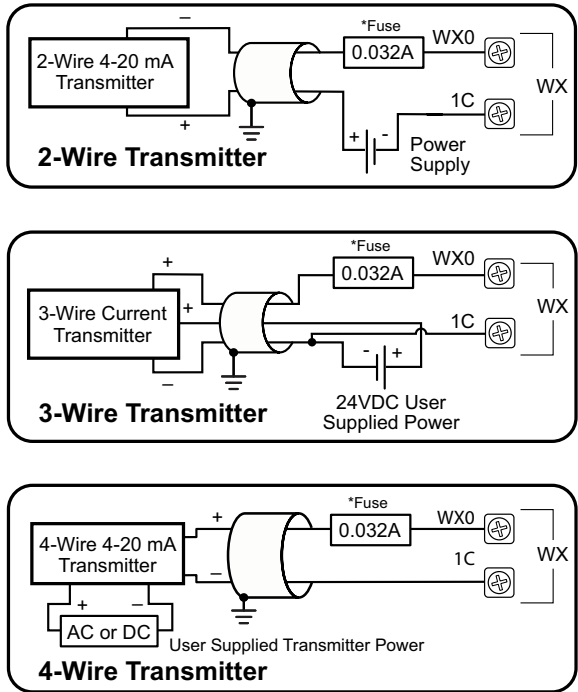 –
*Fuse
2-Wire 4-20 mA
Transmitter
0.032A
WX0
WX
1C
+
+ -
Power
Supply
2-Wire Transmitter
*Fuse
+
0.032A
WX0
3-Wire Current
Transmitter
+
WX
1C
–
- +
24VDC User
Supplied Power
3-Wire Transmitter
*Fuse
+
0.032A
WX0
4-Wire 4-20 mA
Transmitter
1C
WX
–
+ –
AC or DC
User Supplied Transmitter Power
4-Wire Transmitter